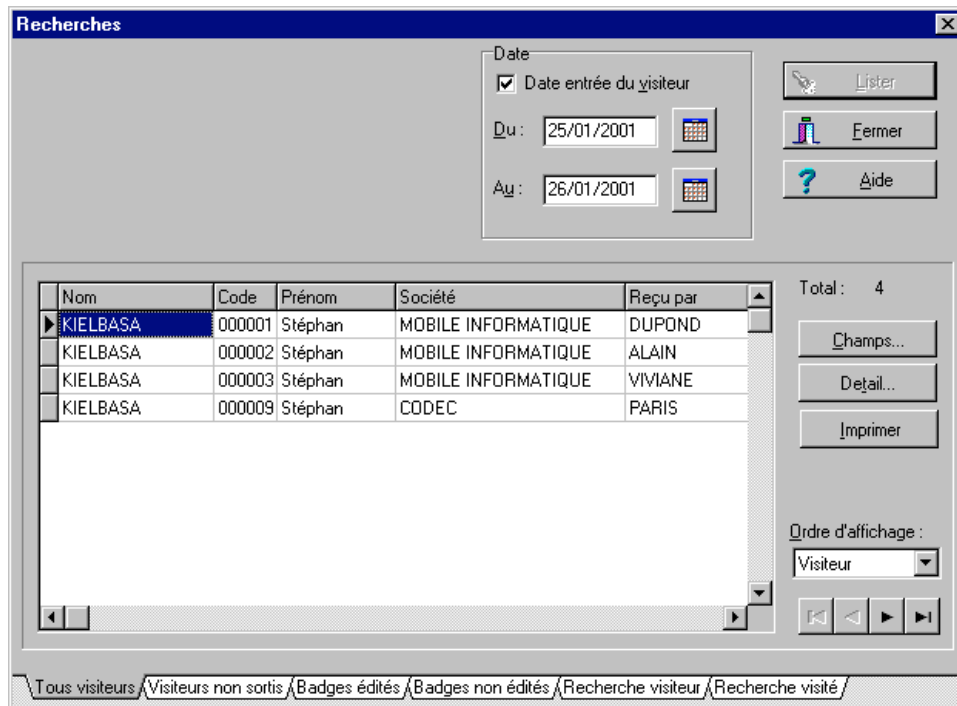 Recherches
Date
Date entrée du visiteur
Du : 25/01/2001
Au : 26/01/2001
Lister
Fermer
Aide
Nom Code Prénom Société Reçu par
KIELBASA 000001 Stéphan MOBILE INFORMATIQUE DUPOND
KIELBASA 000002 Stéphan MOBILE INFORMATIQUE ALAIN
KIELBASA 000003 Stéphan MOBILE INFORMATIQUE VIVIANE
KIELBASA 000009 Stéphan CODEC PARIS
Total : 4
Champs...
Detail...
Imprimer
Ordre d'affichage :
Visiteur
Tous visiteurs Visiteurs non sortis Badges édités Badges non édités Recherche visiteur Recherche visité